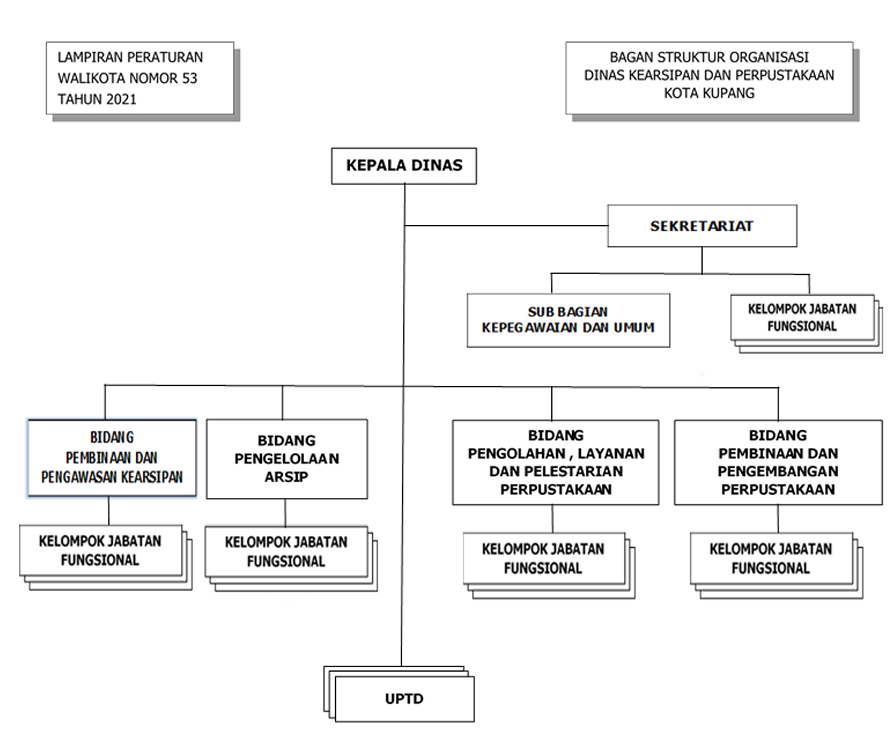 LAMPIRAN PERATURAN
WALIKOTA NOMOR 53
TAHUN 2021
BAGAN STRUKTUR ORGANISASI
DINAS KEARSIPAN DAN PERPUSTAKAAN
KOTA KUPANG
KEPALA DINAS
SEKRETARIAT
SUB BAGIAN
KEPEGAWAIAN DAN UMUM
KELOMPOK JABATAN
FUNGSIONAL
BIDANG
PEMBINAAN DAN
PENGAWASAN KEARSIPAN
BIDANG
PENGELOLAAN
ARSIP
BIDANG
PENGOLAHAN , LAYANAN
DAN PELESTARIAN
PERPUSTAKAAN
BIDANG
PEMBINAAN DAN
PENGEMBANGAN
PERPUSTAKAAN
KELOMPOK JABATAN
FUNGSIONAL
KELOMPOK JABATAN
FUNGSIONAL
KELOMPOK JABATAN
FUNGSIONAL
KELOMPOK JABATAN
FUNGSIONAL
UPTD